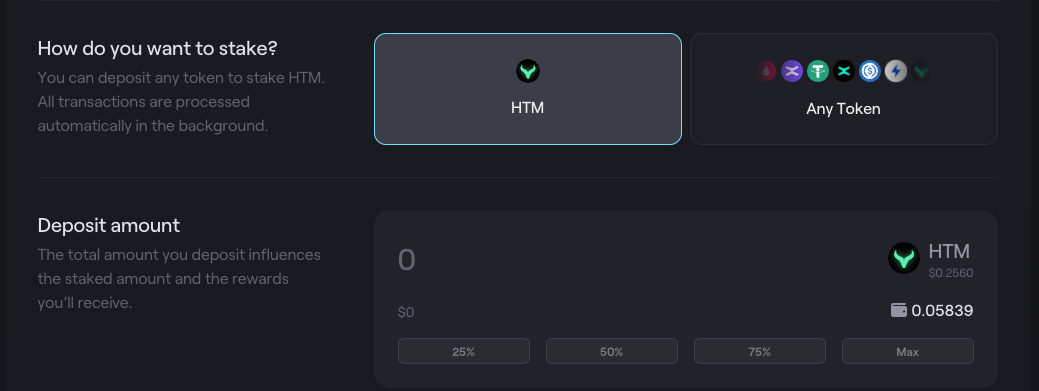 How do you want to stake?
You can deposit any token to stake HTM.
All transactions are processed
automatically in the background.
HTM
Any Token
Deposit amount
The total amount you deposit influences
the staked amount and the rewards
you'll receive.
0
HTM
$0.2560
$0
0.05839
25%
50%
75%
Max